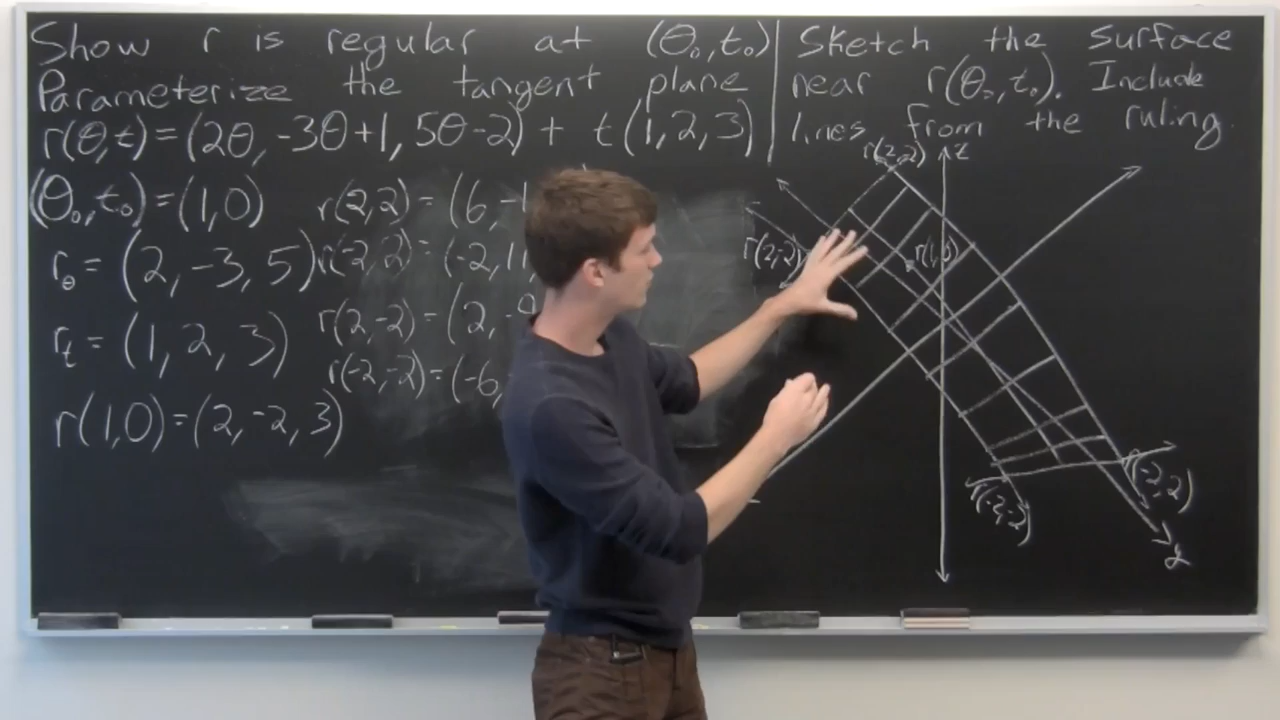 Show r is regular at (θ₀,t₀)
Parameterize the tangent plane
r(θ,t)=(2θ, -3θ+1, 5θ-2) + t(1,2,3)
(θ₀,t₀)=(1,0)
r_θ=(2,-3,5)
r_t=(1,2,3)
r(1,0)=(2,-2,3)
r(2,2)=(6,-1
r(-2,2)=(-2,11,
r(2,-2)=(2,-9
r(-2,-2)=(-6,
Sketch the surface
near r(θ₀,t₀). Include
lines from the ruling.
r(2,2)
z
r(2,-2)
r(1,0)
r(-2,2)
r(-2,-2)
y